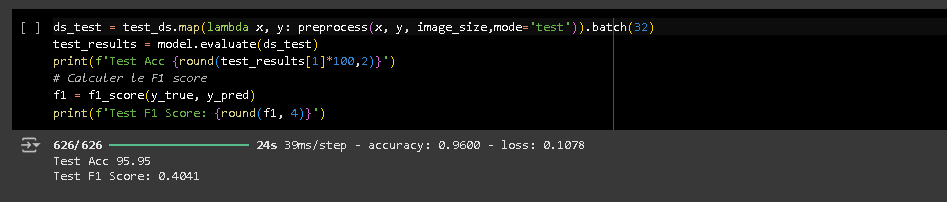 [ ] ds_test = test_ds.map(lambda x, y: preprocess(x, y, image_size,mode='test')).batch(32)
test_results = model.evaluate(ds_test)
print(f'Test Acc {round(test_results[1]*100,2)}')
# Calculer le F1 score
f1 = f1_score(y_true, y_pred)
print(f'Test F1 Score: {round(f1, 4)}')
626/626 24s 39ms/step - accuracy: 0.9600 - loss: 0.1078
Test Acc 95.95
Test F1 Score: 0.4041